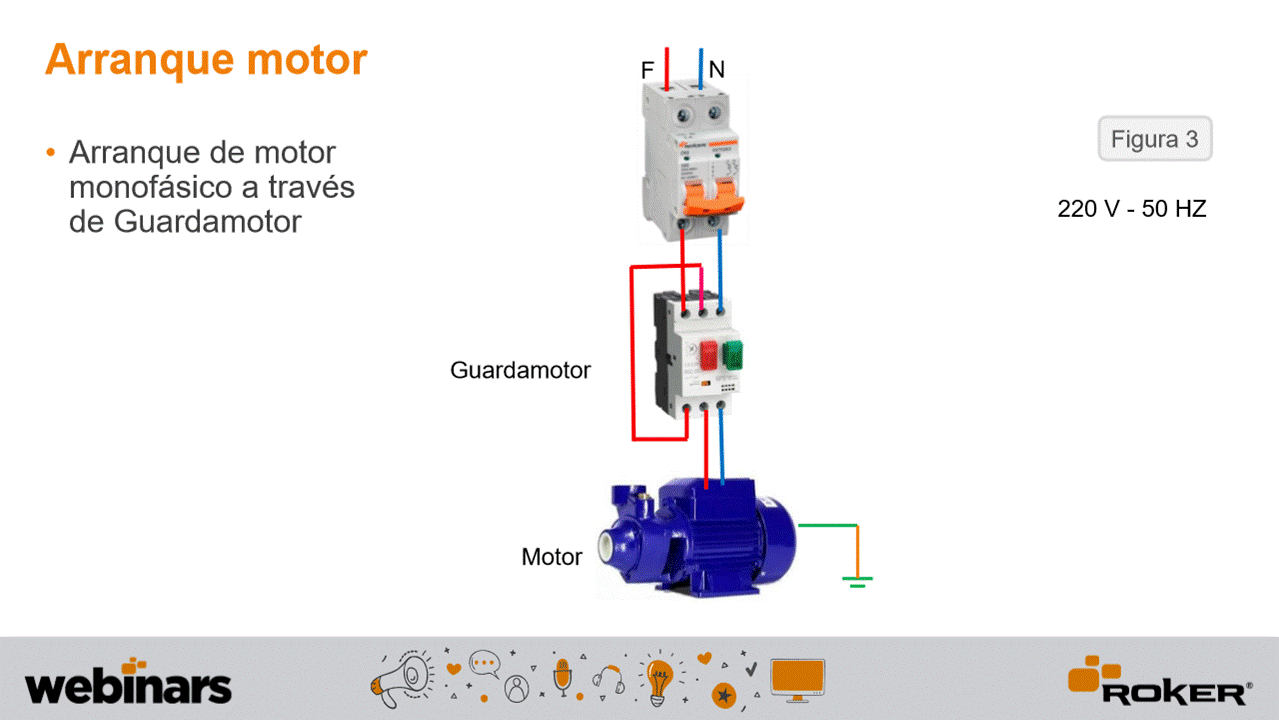 Arranque motor
• Arranque de motor
monofásico a través
de Guardamotor
F
N
Figura 3
220 V - 50 HZ
Guardamotor
Motor
webinars
ROKER®